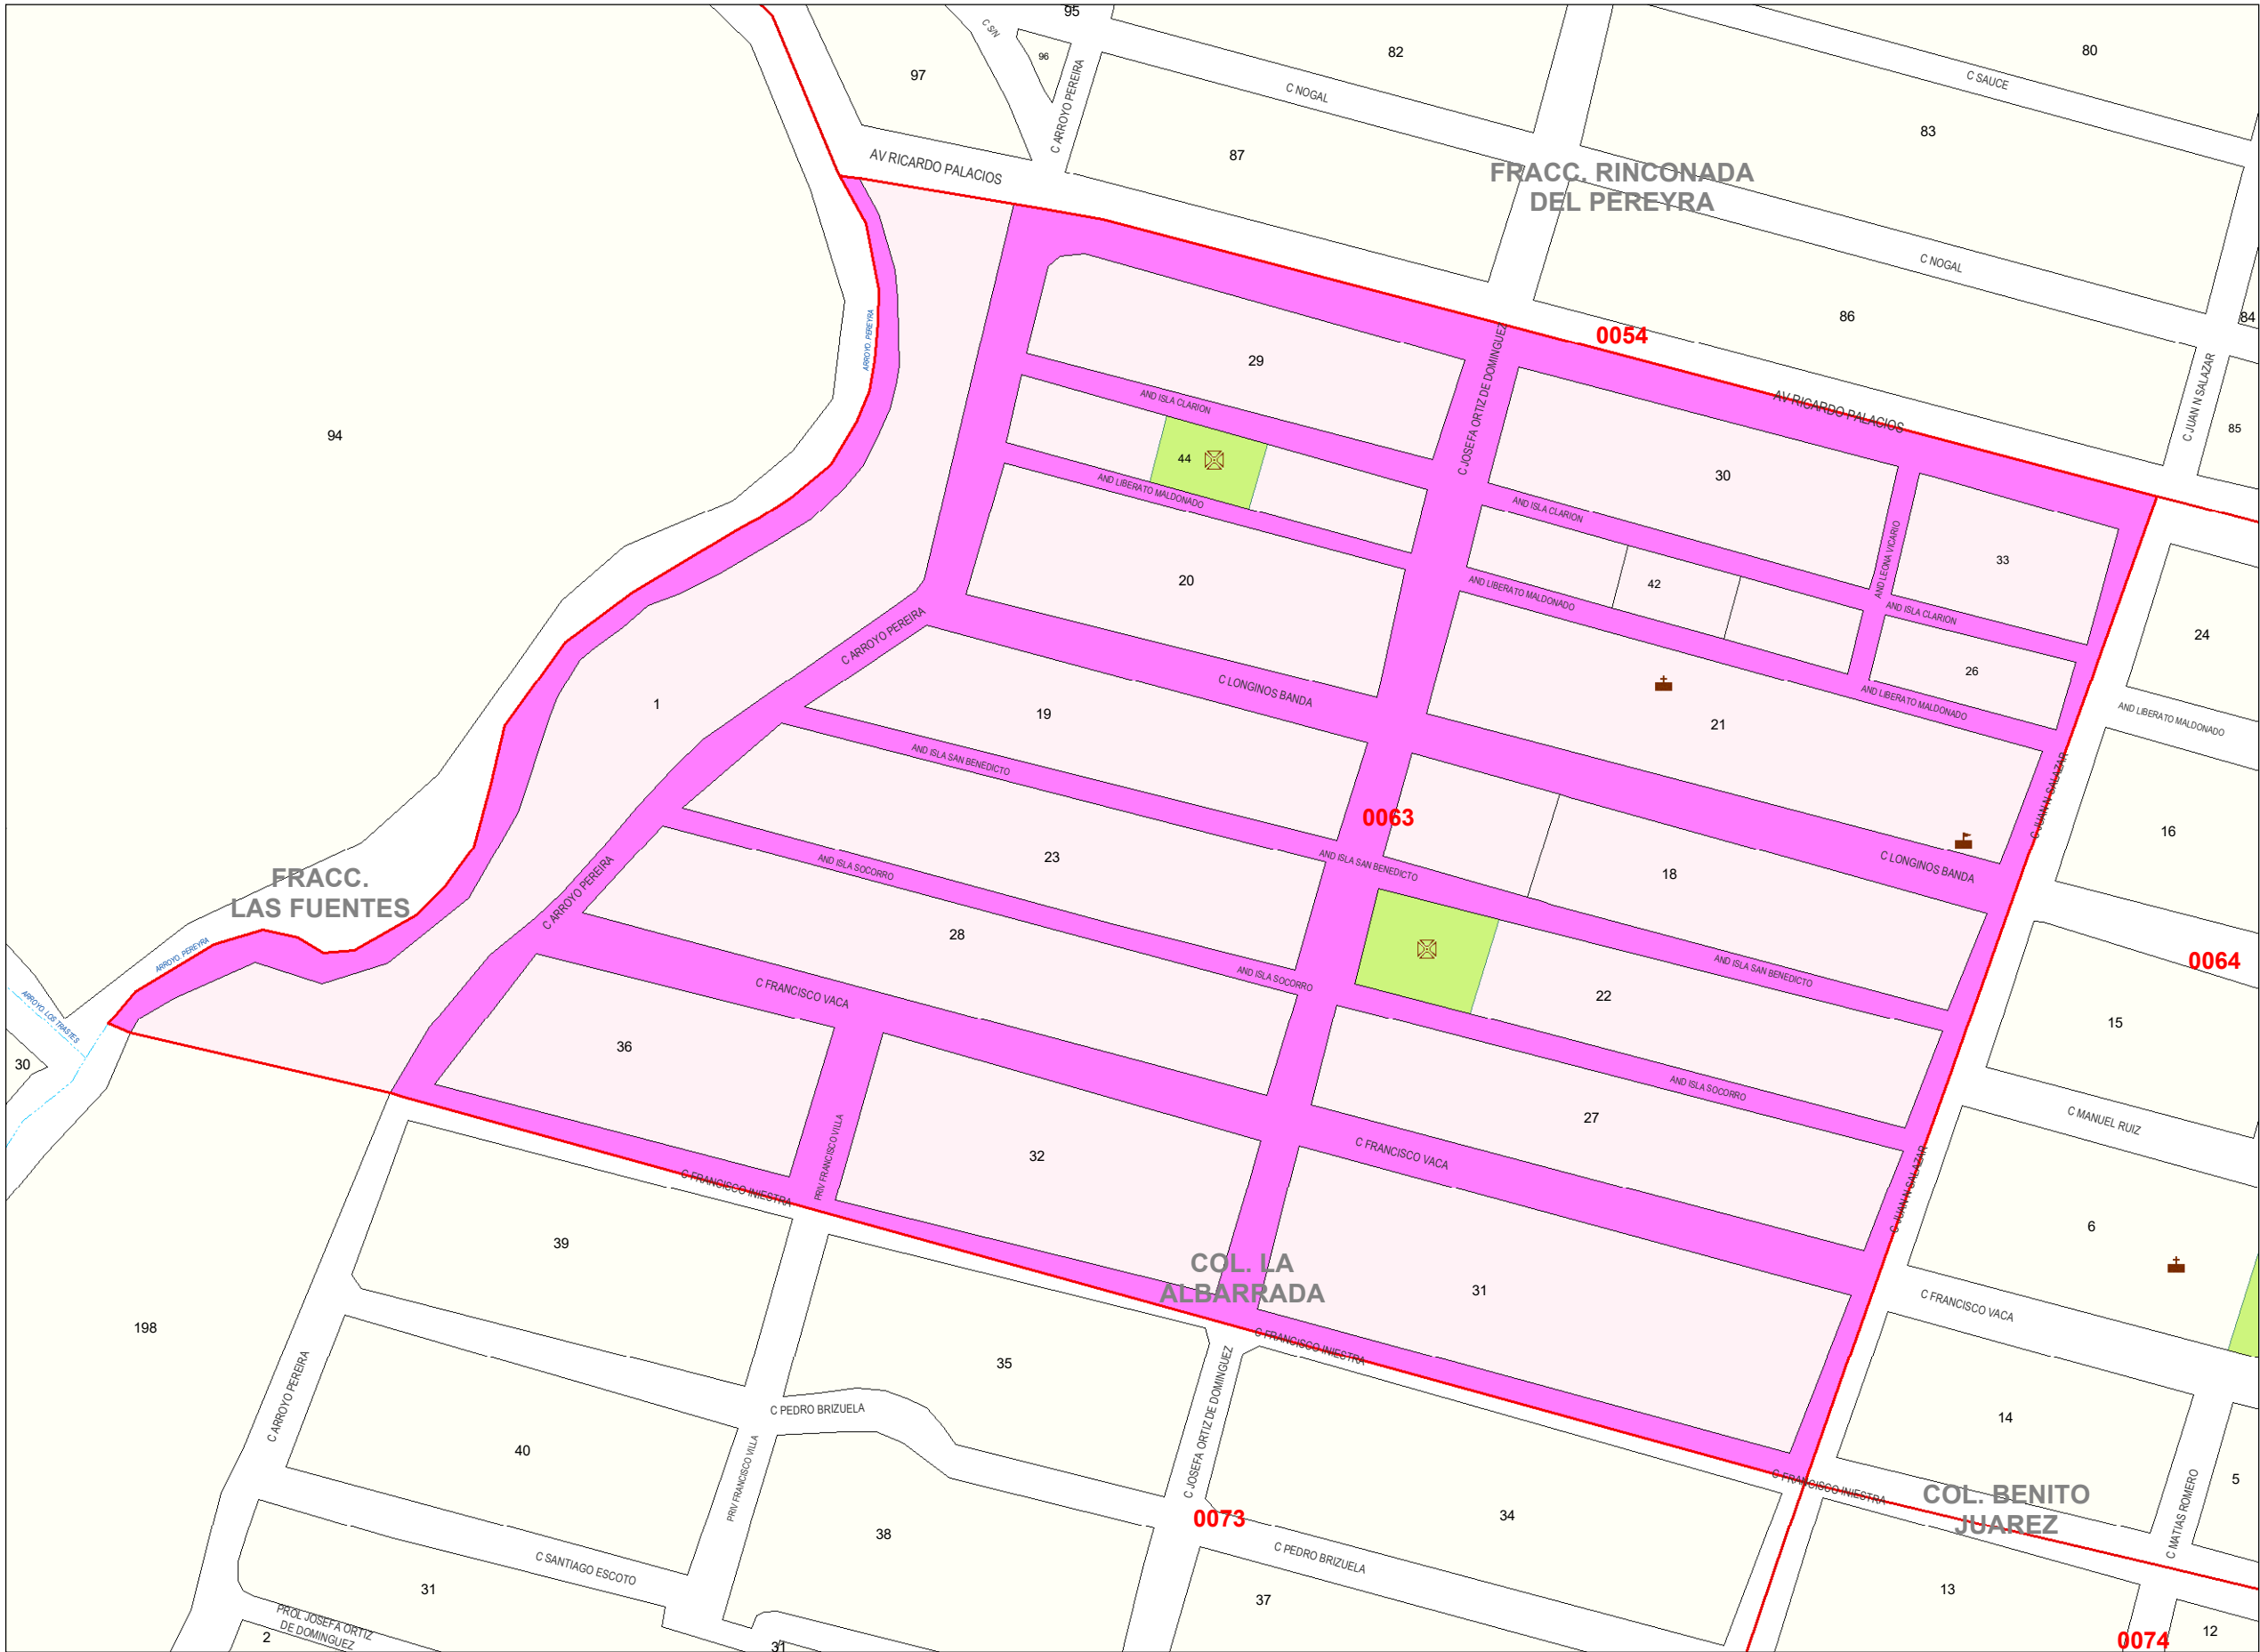 95
C S/N
82
80
96
97
C SAUCE
C NOGAL
C ARROYO PEREIRA
83
87
AV RICARDO PALACIOS
FRACC. RINCONADA
DEL PEREYRA
C NOGAL
86
84
0054
ARROYO PEREYRA
29
C JOSEFA ORTIZ DE DOMINGUEZ
AV RICARDO PALACIOS
C JUAN N SALAZAR
85
AND ISLA CLARION
94
44
30
AND LIBERATO MALDONADO
AND ISLA CLARION
AND LEONA VICARIO
33
20
AND LIBERATO MALDONADO
42
AND ISLA CLARION
24
C ARROYO PEREIRA
26
C LONGINOS BANDA
AND LIBERATO MALDONADO
1
19
21
AND LIBERATO MALDONADO
AND ISLA SAN BENEDICTO
C JUAN N SALAZAR
0063
16
23
AND ISLA SAN BENEDICTO
C LONGINOS BANDA
18
AND ISLA SOCORRO
FRACC.
LAS FUENTES
C ARROYO PEREIRA
28
ARROYO PEREYRA
0064
AND ISLA SOCORRO
AND ISLA SAN BENEDICTO
C FRANCISCO VACA
22
ARROYO LOS TRASTES
15
36
30
AND ISLA SOCORRO
27
C MANUEL RUIZ
32
C FRANCISCO VACA
PRIV FRANCISCO VILLA
C FRANCISCO INIESTRA
C JUAN N SALAZAR
6
39
COL. LA
ALBARRADA
31
C FRANCISCO VACA
198
C FRANCISCO INIESTRA
35
C ARROYO PEREIRA
C PEDRO BRIZUELA
C JOSEFA ORTIZ DE DOMINGUEZ
14
40
PRIV FRANCISCO VILLA
C FRANCISCO INIESTRA
COL. BENITO
JUAREZ
5
C MATIAS ROMERO
0073
34
38
C SANTIAGO ESCOTO
C PEDRO BRIZUELA
31
13
37
PROL JOSEFA ORTIZ
DE DOMINGUEZ
2
31
12
0074